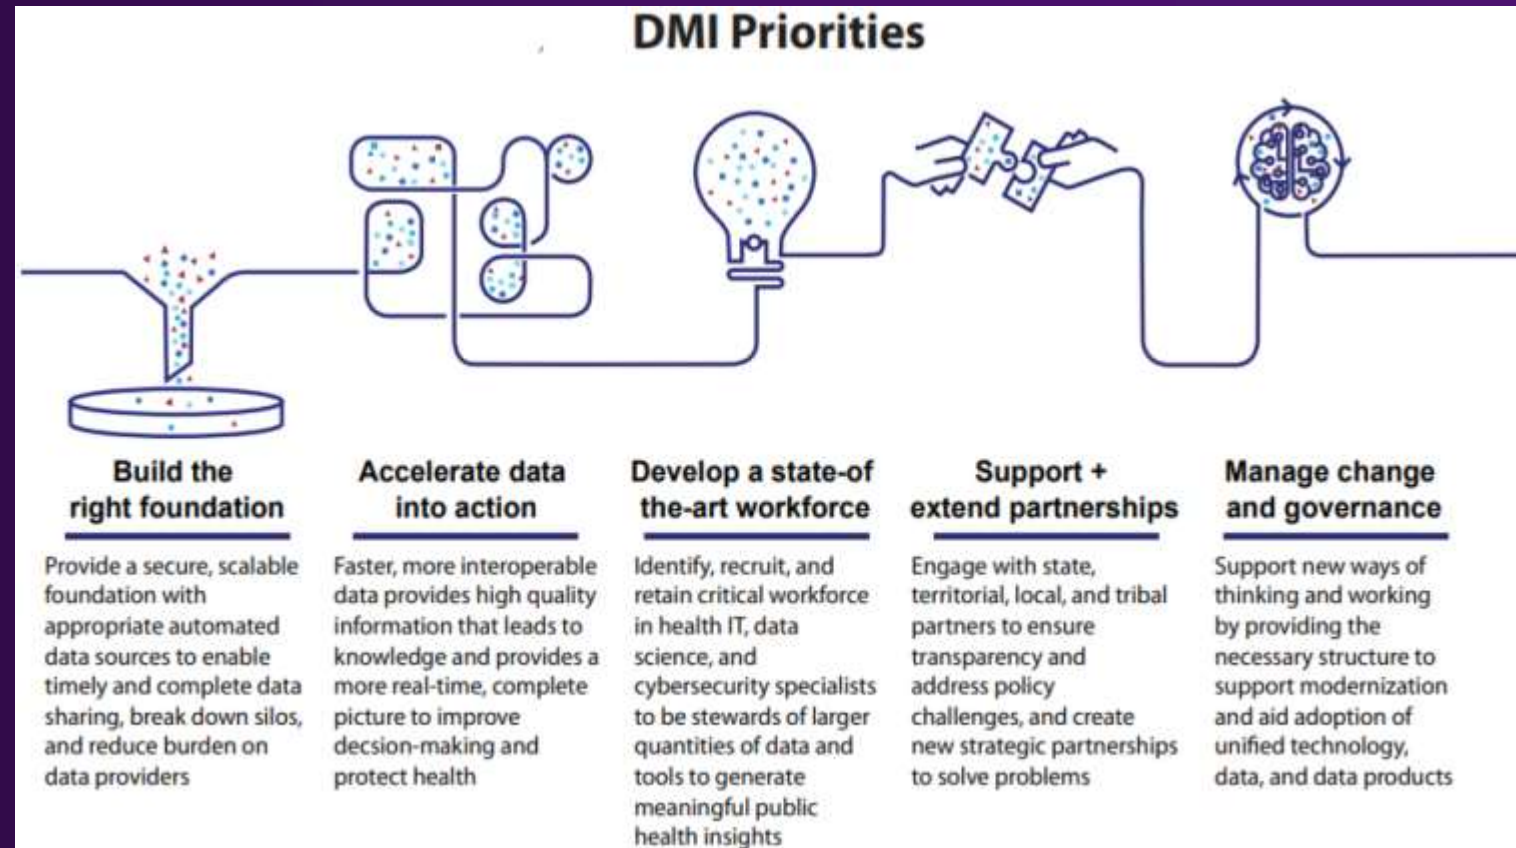 DMI Priorities
Build the
right foundation
Provide a secure, scalable
foundation with
appropriate automated
data sources to enable
timely and complete data
sharing, break down silos,
and reduce burden on
data providers
Accelerate data
into action
Faster, more interoperable
data provides high quality
information that leads to
knowledge and provides a
more real-time, complete
picture to improve
decsion-making and
protect health
Develop a state-of
the-art workforce
Identify, recruit, and
retain critical workforce
in health IT, data
science, and
cybersecurity specialists
to be stewards of larger
quantities of data and
tools to generate
meaningful public
health insights
Support +
extend partnerships
Engage with state,
territorial, local, and tribal
partners to ensure
transparency and
address policy
challenges, and create
new strategic partnerships
to solve problems
Manage change
and governance
Support new ways of
thinking and working
by providing the
necessary structure to
support modernization
and aid adoption of
unified technology,
data, and data products